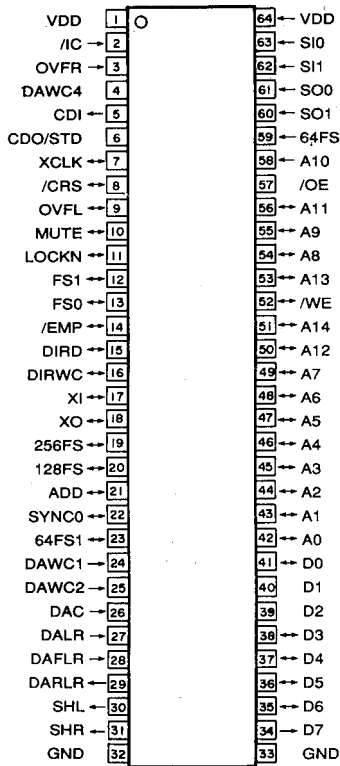 VDD 1 64 VDD
/IC 2 63 SI0
OVFR 3 62 SI1
DAWC4 4 61 SO0
CDI 5 60 SO1
CDO/STD 6 59 64FS
XCLK 7 58 A10
/CRS 8 57 /OE
OVFL 9 56 A11
MUTE 10 55 A9
LOCKN 11 54 A8
FS1 12 53 A13
FS0 13 52 /WE
/EMP 14 51 A14
DIRD 15 50 A12
DIRWC 16 49 A7
XI 17 48 A6
XO 18 47 A5
256FS 19 46 A4
128FS 20 45 A3
ADD 21 44 A2
SYNC0 22 43 A1
64FS1 23 42 A0
DAWC1 24 41 D0
DAWC2 25 40 D1
DAC 26 39 D2
DALR 27 38 D3
DAFLR 28 37 D4
DARLR 29 36 D5
SHL 30 35 D6
SHR 31 34 D7
GND 32 33 GND